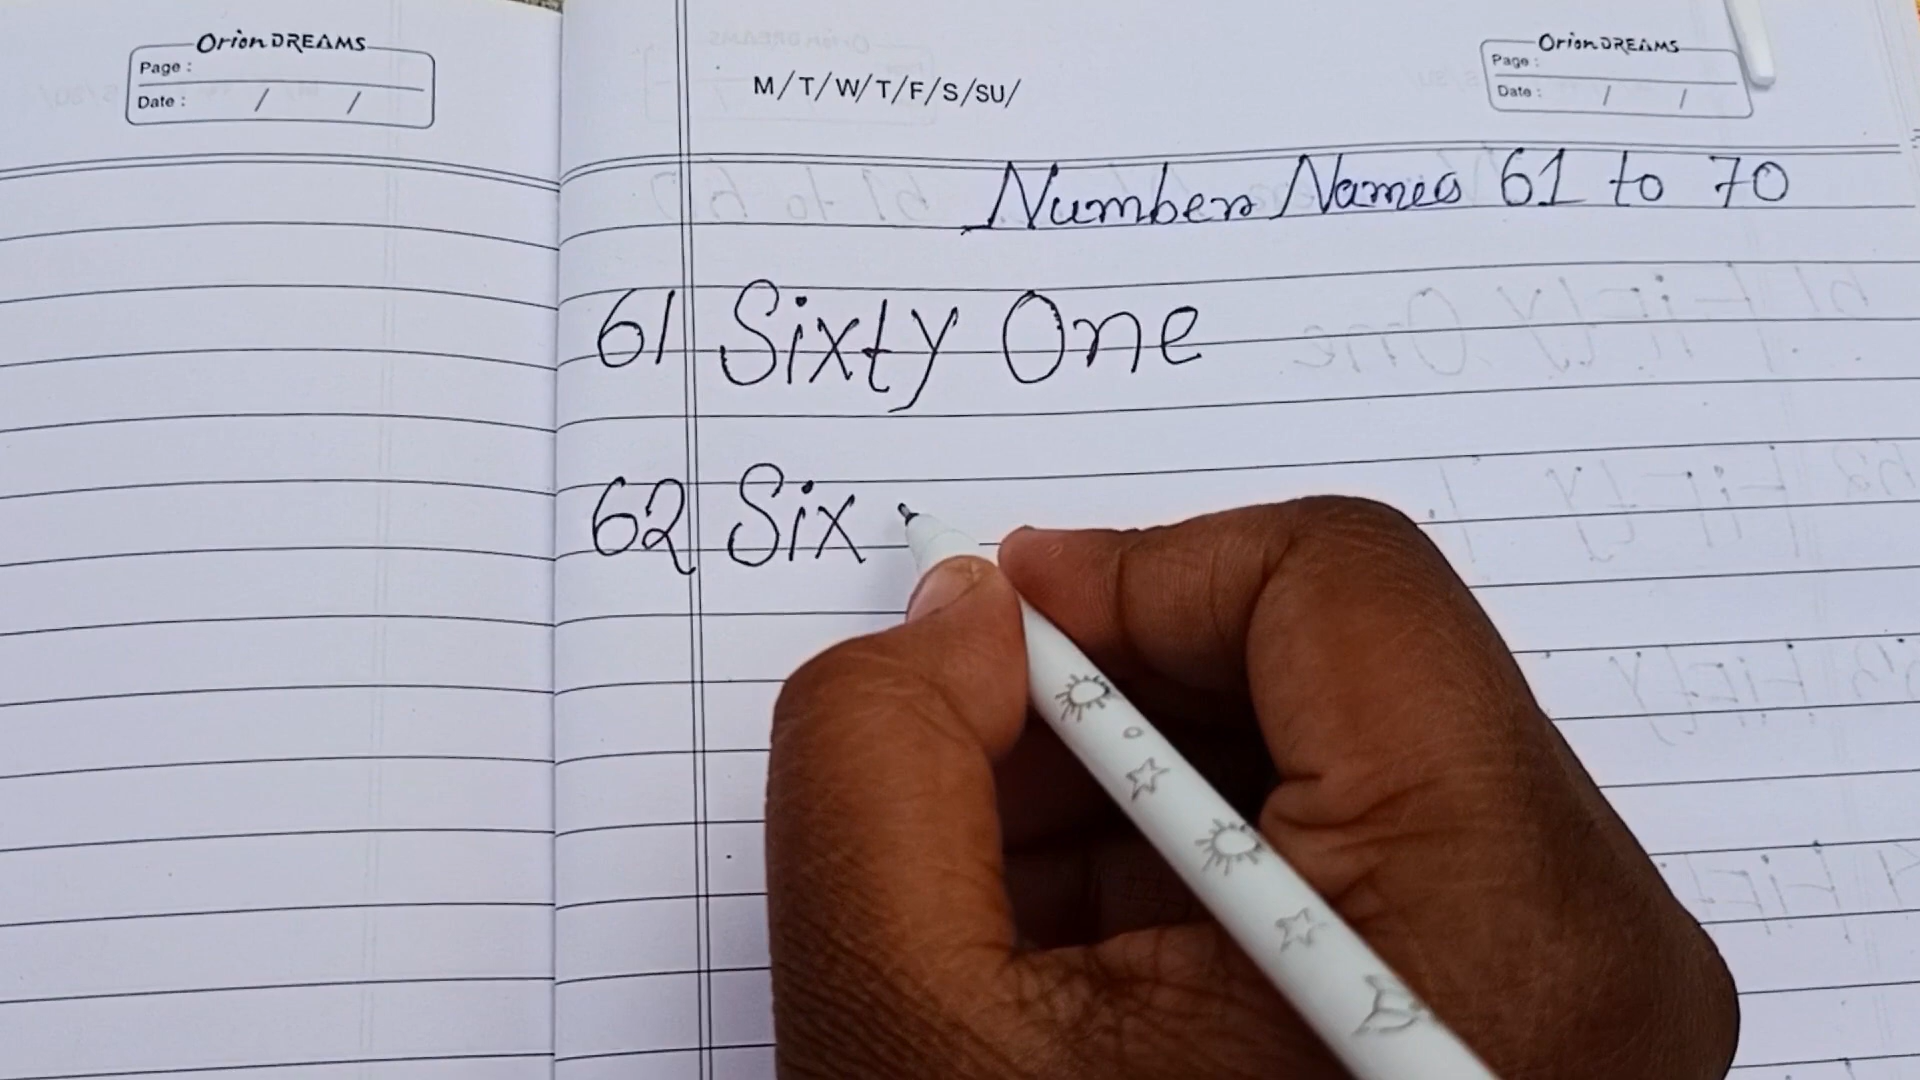 Orion DREAMS
Page :
Date : / /
M/T/W/T/F/S/SU/
Orion DREAMS
Page :
Date : / /
Number Names 61 to 70
61 Sixty One
62 Six